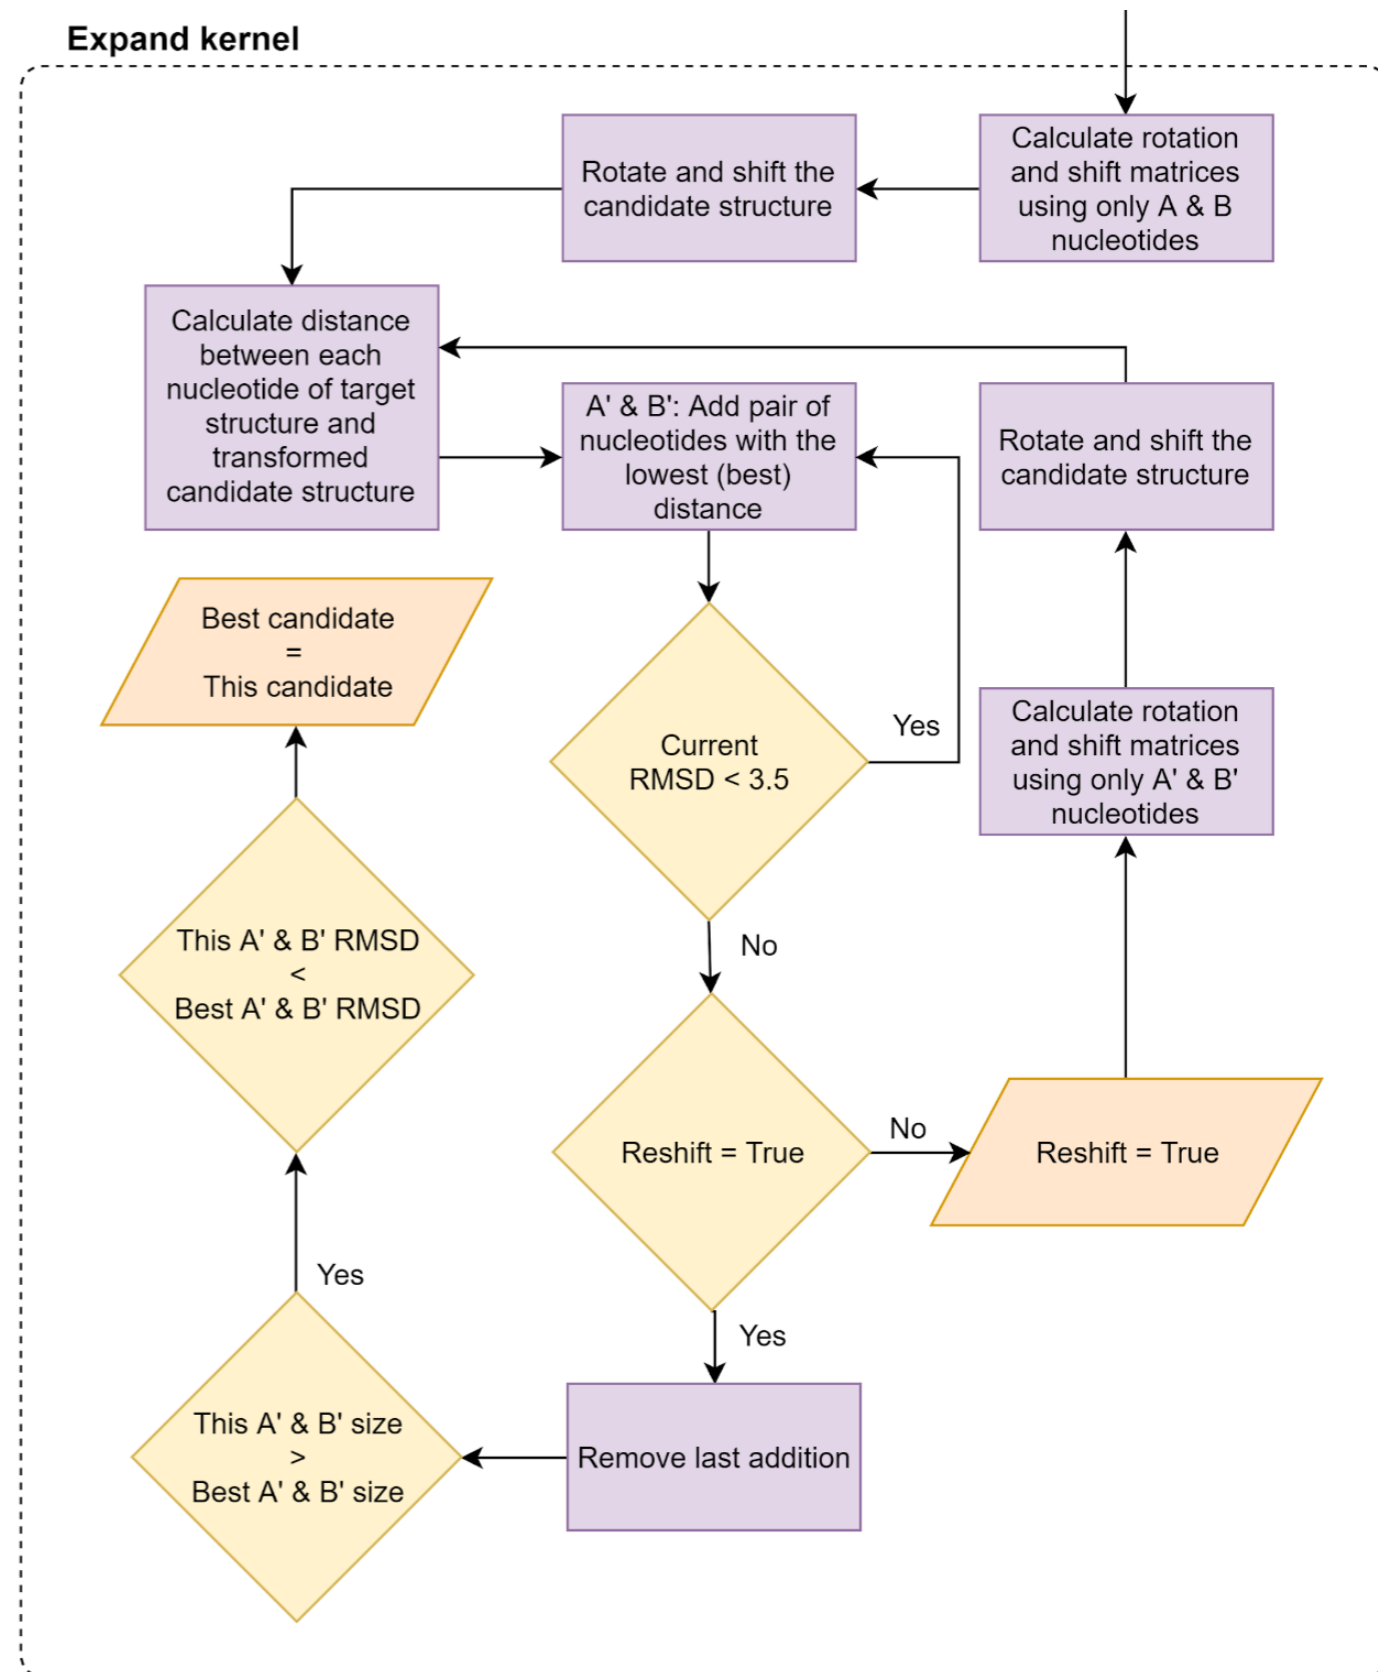 Expand kernel
Calculate rotation
and shift matrices
using only A & B
nucleotides
Rotate and shift the
candidate structure
Calculate distance
between each
nucleotide of target
structure and
transformed
candidate structure
A' & B': Add pair of
nucleotides with the
lowest (best)
distance
Rotate and shift the
candidate structure
Best candidate
=
This candidate
Current
RMSD < 3.5
Yes
Calculate rotation
and shift matrices
using only A' & B'
nucleotides
This A' & B' RMSD
<
Best A' & B' RMSD
No
Reshift = True
No
Reshift = True
Yes
Yes
Remove last addition
This A' & B' size
>
Best A' & B' size